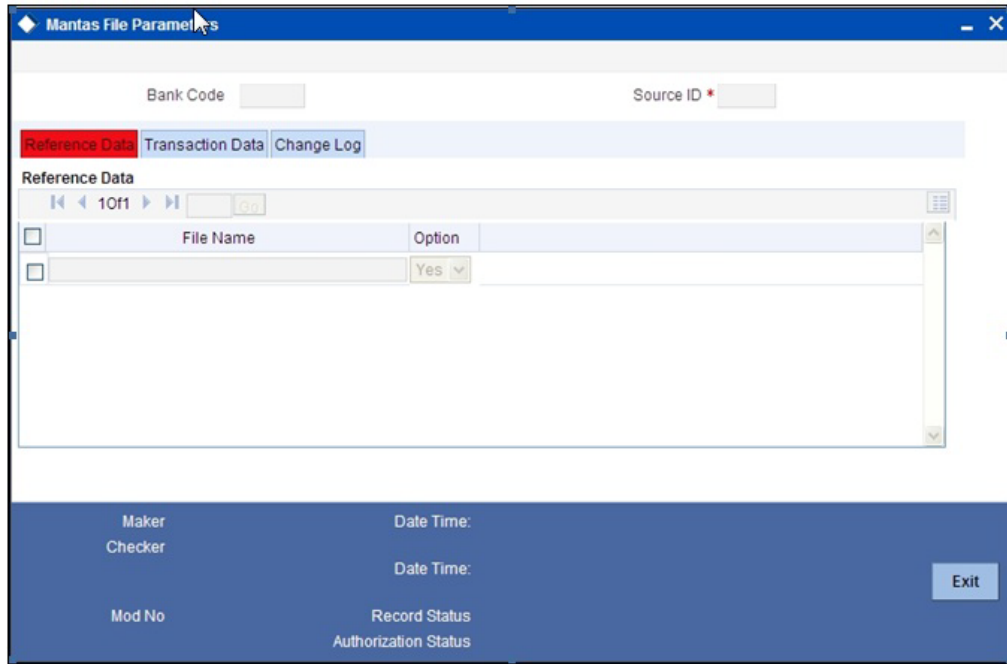 Mantas File Parameters
Bank Code Source ID *
Reference Data Transaction Data Change Log
Reference Data
1Of1 Go
File Name Option
Yes
Maker Date Time:
Checker
Date Time:
Exit
Mod No Record Status
Authorization Status